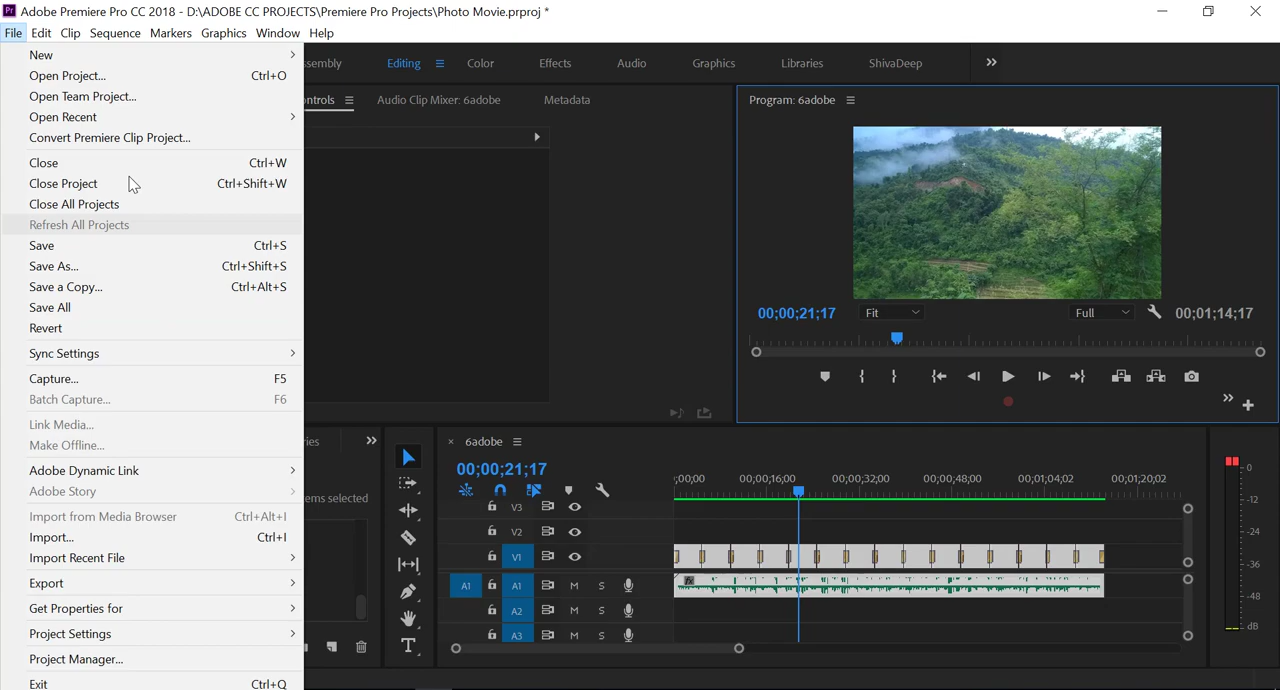 Pr Adobe Premiere Pro CC 2018 - D:\ADOBE CC PROJECTS\Premiere Pro Projects\Photo Movie.prproj *
File Edit Clip Sequence Markers Graphics Window Help
New
Open Project... Ctrl+O
Open Team Project...
Open Recent
Convert Premiere Clip Project...
Close Ctrl+W
Close Project Ctrl+Shift+W
Close All Projects
Refresh All Projects
Save Ctrl+S
Save As... Ctrl+Shift+S
Save a Copy... Ctrl+Alt+S
Save All
Revert
Sync Settings
Capture... F5
Batch Capture... F6
Link Media...
Make Offline...
Adobe Dynamic Link
Adobe Story
Import from Media Browser Ctrl+Alt+I
Import... Ctrl+I
Import Recent File
Export
Get Properties for
Project Settings
Project Manager...
Exit Ctrl+Q
ssembly Editing Color Effects Audio Graphics Libraries ShivaDeep
ontrols Audio Clip Mixer: 6adobe Metadata
Program: 6adobe
00;00;21;17 Fit Full 00;01;14;17
ries
ems selected
× 6adobe
00;00;21;17
;00;00 00;00;16;00 00;00;32;00 00;00;48;00 00;01;04;02 00;01;20;02
V3
V2
V1
fx
A1 A1 M S
A2 M S
A3 M S
T
0
-12
-24
-36
-48
dB